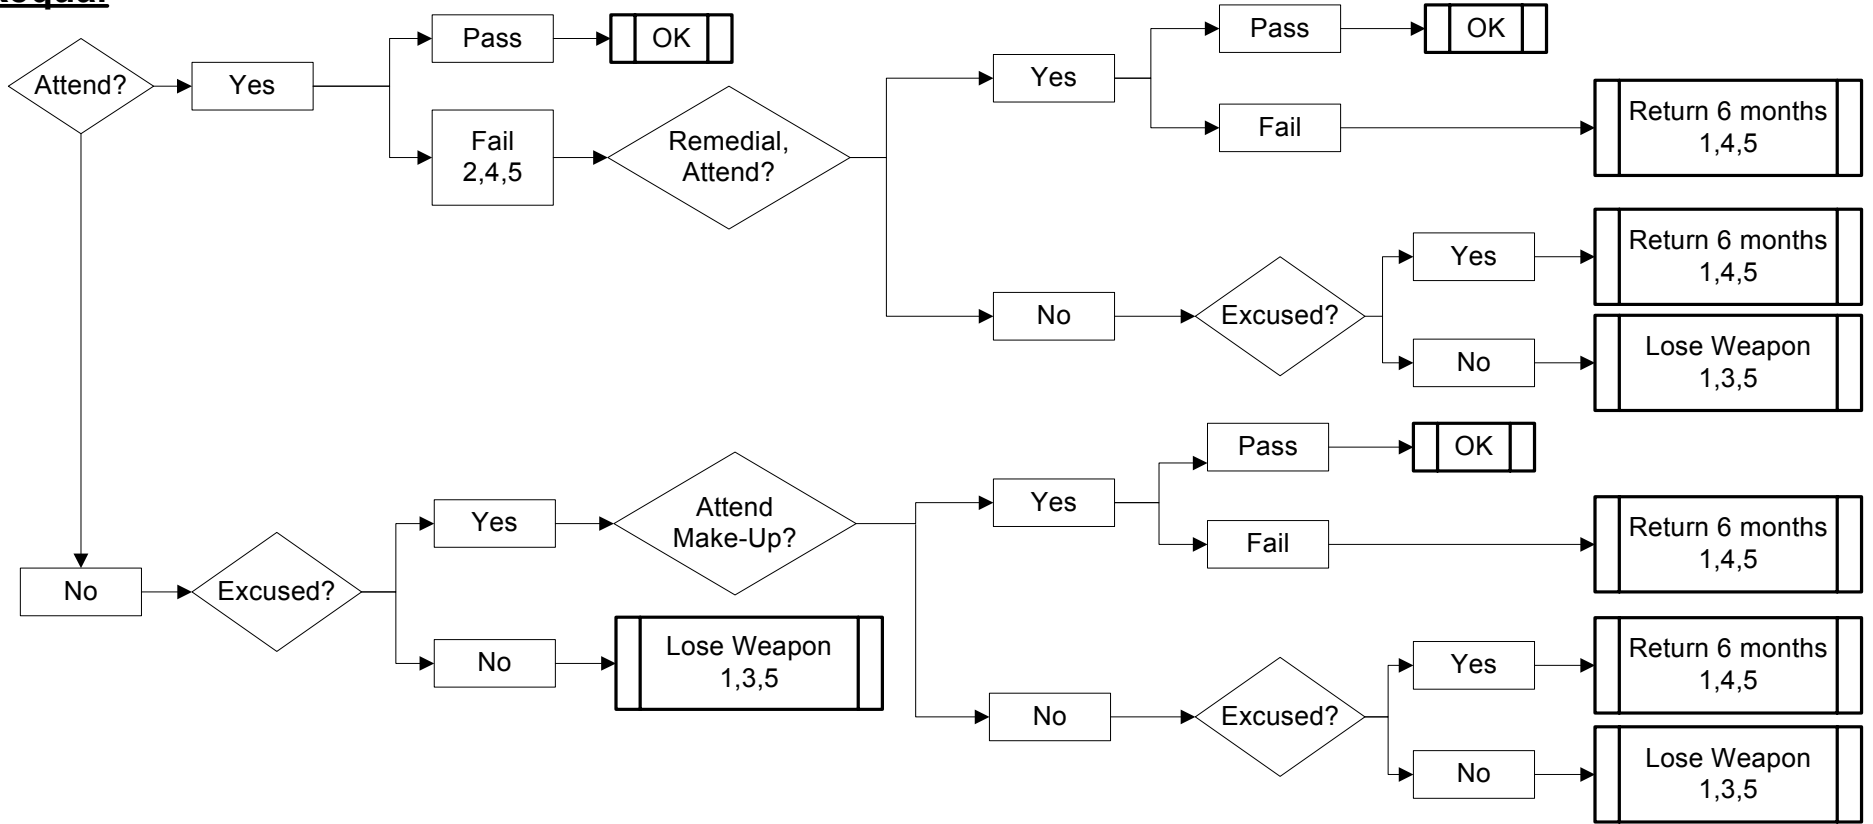 Attend?
Yes
Pass
OK
Fail
2,4,5
Remedial,
Attend?
Yes
Pass
OK
Fail
Return 6 months
1,4,5
No
Excused?
Yes
Return 6 months
1,4,5
No
Lose Weapon
1,3,5
No
Excused?
Yes
Attend
Make-Up?
Yes
Pass
OK
Fail
Return 6 months
1,4,5
No
Lose Weapon
1,3,5
No
Excused?
Yes
Return 6 months
1,4,5
No
Lose Weapon
1,3,5